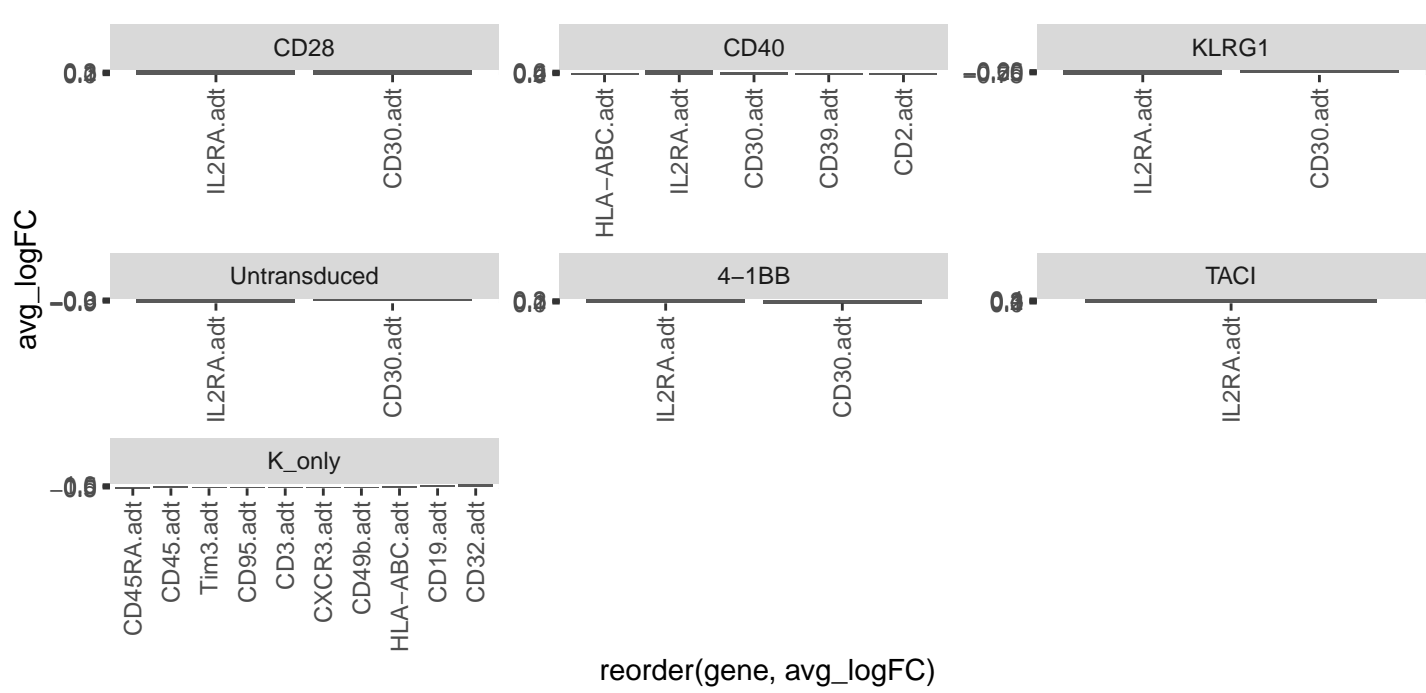 CD28
CD40
KLRG1
IL2RA.adt
CD30.adt
HLA−ABC.adt
IL2RA.adt
CD30.adt
CD39.adt
CD2.adt
IL2RA.adt
CD30.adt
avg_logFC
Untransduced
4−1BB
TACI
IL2RA.adt
CD30.adt
IL2RA.adt
CD30.adt
IL2RA.adt
K_only
CD45RA.adt
CD45.adt
Tim3.adt
CD95.adt
CD3.adt
CXCR3.adt
CD49b.adt
HLA−ABC.adt
CD19.adt
CD32.adt
reorder(gene, avg_logFC)